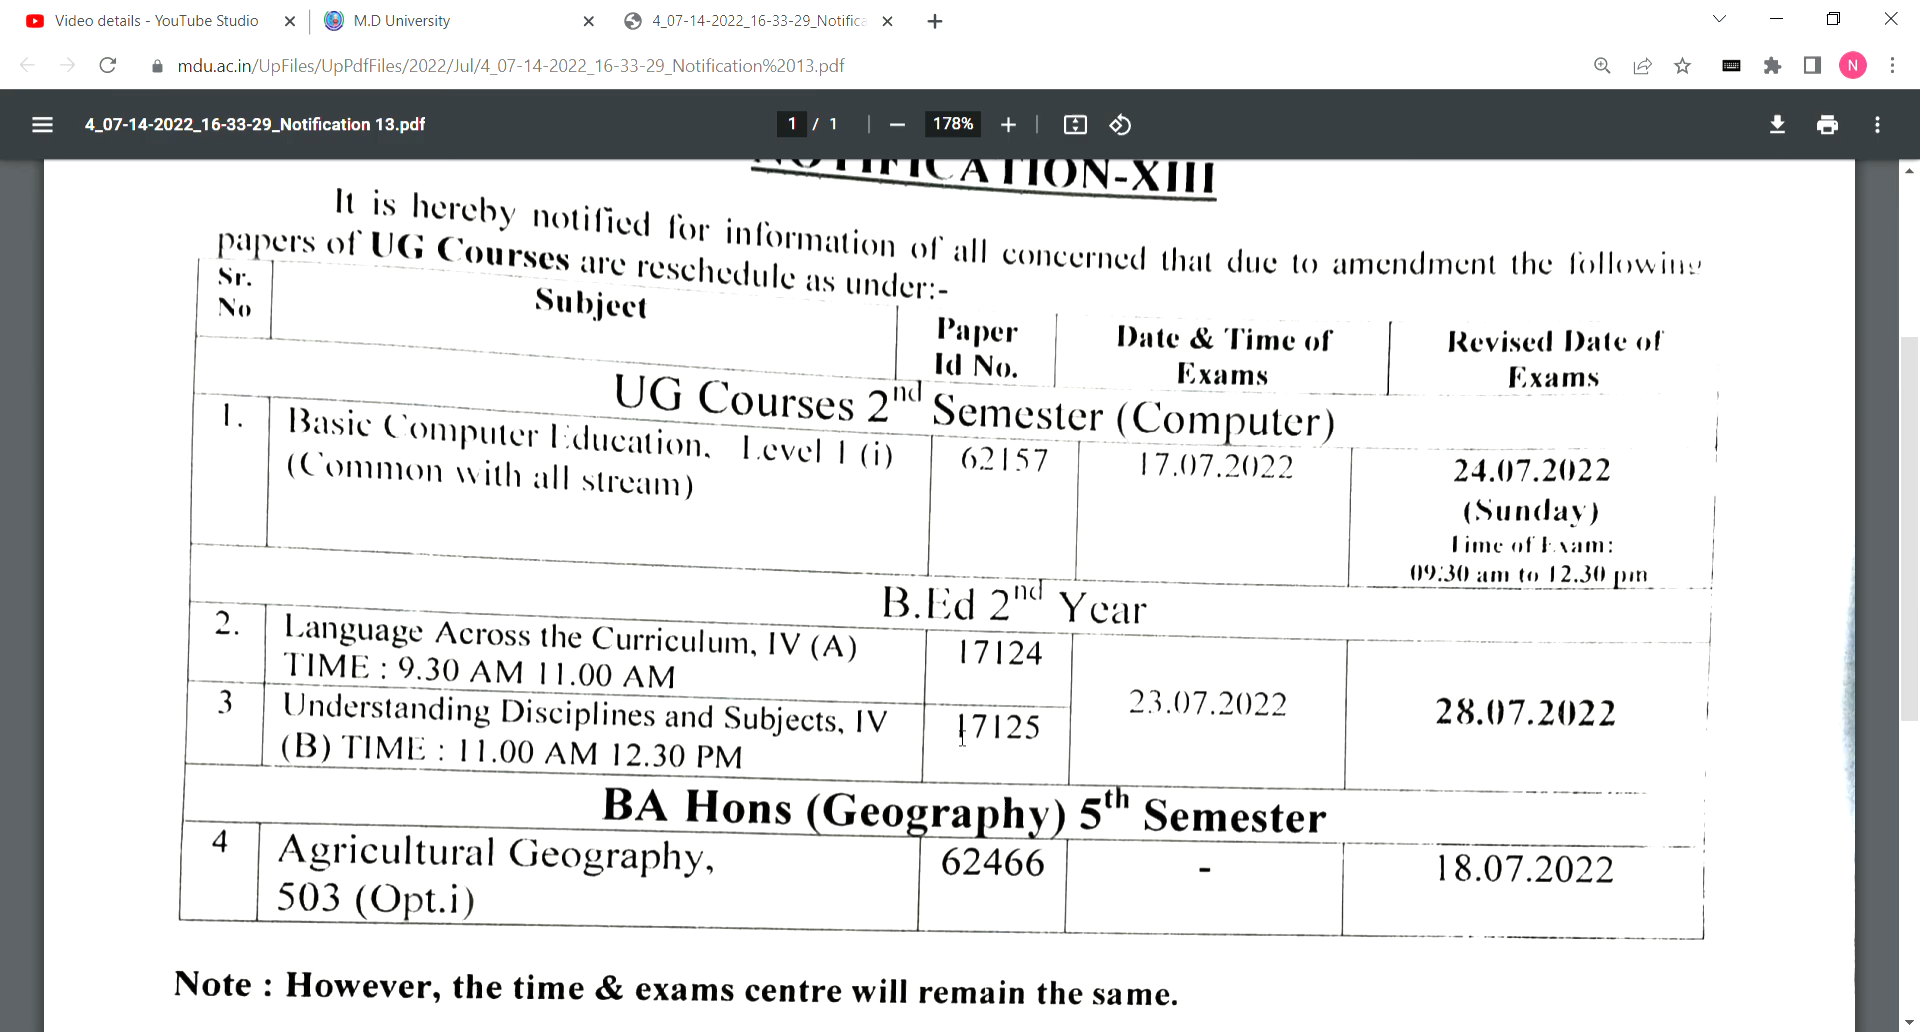 Video details - YouTube Studio
M.D University
4_07-14-2022_16-33-29_Notifica
mdu.ac.in/UpFiles/UpPdfFiles/2022/Jul/4_07-14-2022_16-33-29_Notification%2013.pdf
N
4_07-14-2022_16-33-29_Notification 13.pdf
1 / 1
178%
NOTIFICATION-XIII
It is hereby notified for information of all concerned that due to amendment the following
papers of UG Courses are reschedule as under:-
Sr. No
Subject
Paper Id No.
Date & Time of Exams
Revised Date of Exams
UG Courses 2nd Semester (Computer)
1. Basic Computer Education, Level I (i) 62157 17.07.2022 24.07.2022
(Common with all stream)
(Sunday)
Time of Exam:
09:30 am to 12.30 pm
B.Ed 2nd Year
2. Language Across the Curriculum, IV (A) 17124
TIME : 9.30 AM 11.00 AM
23.07.2022 28.07.2022
3 Understanding Disciplines and Subjects, IV 17125
(B) TIME : 11.00 AM 12.30 PM
BA Hons (Geography) 5th Semester
4 Agricultural Geography, 62466 - 18.07.2022
503 (Opt.i)
Note : However, the time & exams centre will remain the same.